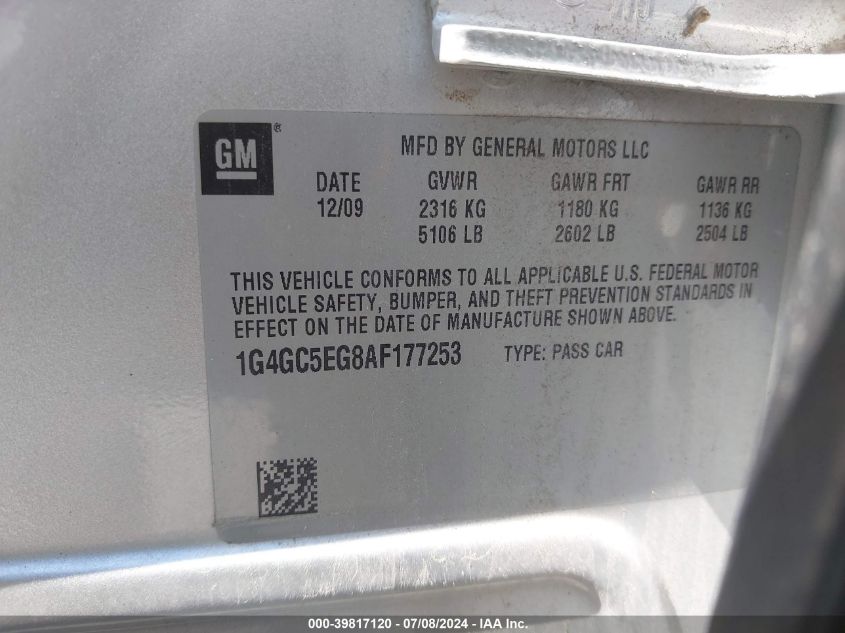 GM®
MFD BY GENERAL MOTORS LLC
DATE GVWR GAWR FRT GAWR RR
12/09 2316 KG 1180 KG 1136 KG
5106 LB 2602 LB 2504 LB
THIS VEHICLE CONFORMS TO ALL APPLICABLE U.S. FEDERAL MOTOR
VEHICLE SAFETY, BUMPER, AND THEFT PREVENTION STANDARDS IN
EFFECT ON THE DATE OF MANUFACTURE SHOWN ABOVE.
1G4GC5EG8AF177253 TYPE: PASS CAR
000-39817120 - 07/08/2024 - IAA Inc.